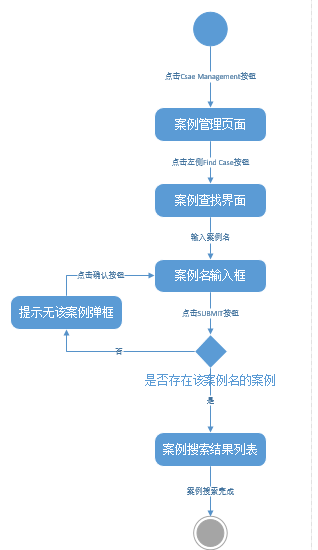 点击Csae Management按钮
案例管理页面
点击左侧Find Case按钮
案例查找界面
输入案例名
案例名输入框
点击确认按钮
提示无该案例弹框
点击SUBMIT按钮
否
是否存在该案例名的案例
是
案例搜索结果列表
案例搜索完成